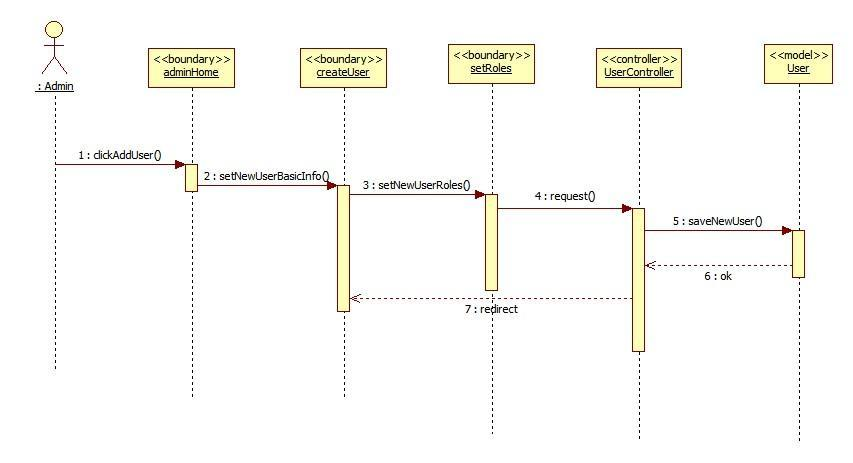 : Admin
<<boundary>>
adminHome
<<boundary>>
createUser
<<boundary>>
setRoles
<<controller>>
UserController
<<model>>
User
1 : clickAddUser()
2 : setNewUserBasicInfo()
3 : setNewUserRoles()
4 : request()
5 : saveNewUser()
6 : ok
7 : redirect